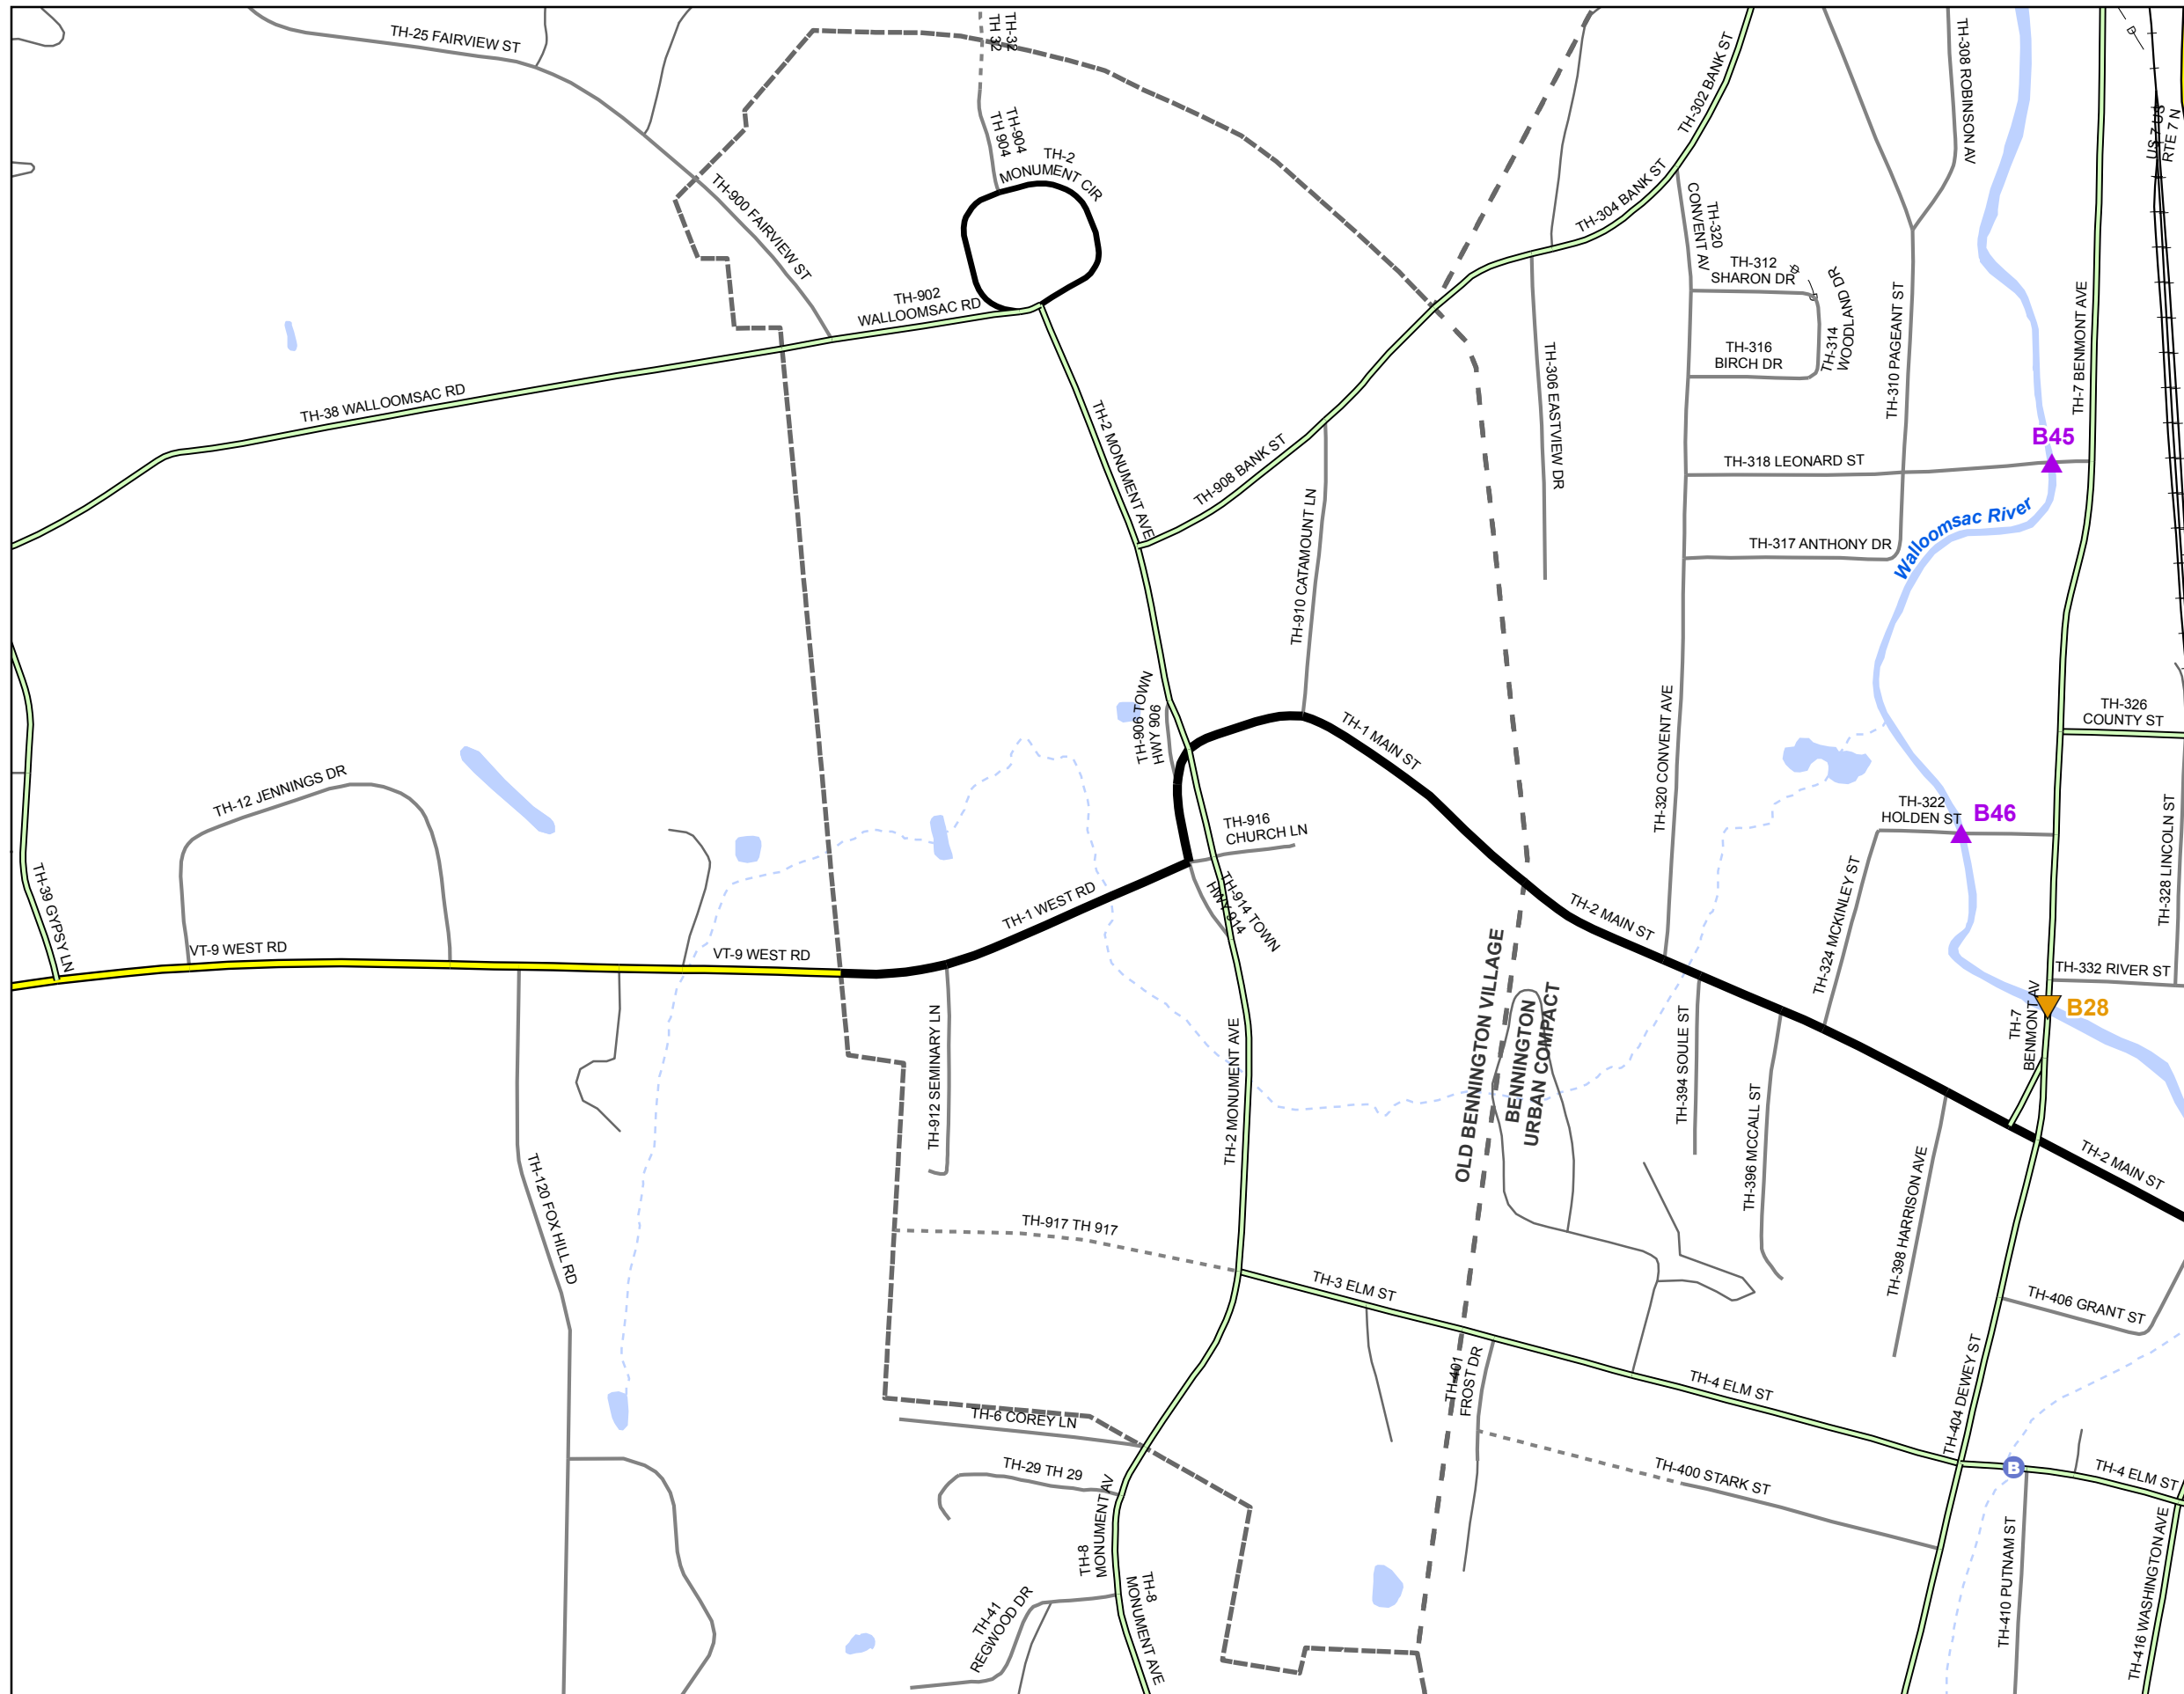 TH-25 FAIRVIEW ST
TH-32
TH 32
TH-302 BANK ST
TH-308 ROBINSON AV
D
US-7 US
RTE 7 N
TH-904
TH 904
TH-2
MONUMENT CIR
TH-900 FAIRVIEW ST
TH-304 BANK ST
TH-320
CONVENT AV
TH-312
SHARON DR
D
D
TH-314
WOODLAND DR
TH-902
WALLOOMSAC RD
TH-316
BIRCH DR
TH-310 PAGEANT ST
TH-7 BENMONT AVE
TH-38 WALLOOMSAC RD
TH-2 MONUMENT AVE
TH-306 EASTVIEW DR
TH-908 BANK ST
B45
TH-318 LEONARD ST
Walloomsac River
TH-317 ANTHONY DR
TH-910 CATAMOUNT LN
TH-906 TOWN
HWY 906
TH-1 MAIN ST
TH-320 CONVENT AVE
TH-326
COUNTY ST
TH-12 JENNINGS DR
TH-322
HOLDEN ST
B46
TH-916
CHURCH LN
TH-328 LINCOLN ST
TH-39 GYPSY LN
TH-914 TOWN
HWY 914
TH-1 WEST RD
TH-2 MAIN ST
TH-324 MCKINLEY ST
VT-9 WEST RD
VT-9 WEST RD
TH-332 RIVER ST
B28
TH-7
BENMONT AV
OLD BENNINGTON VILLAGE
BENNINGTON
URBAN COMPACT
TH-912 SEMINARY LN
TH-2 MONUMENT AVE
TH-394 SOULE ST
TH-396 MCCALL ST
TH-398 HARRISON AVE
TH-2 MAIN ST
TH-120 FOX HILL RD
TH-917 TH 917
TH-3 ELM ST
TH-406 GRANT ST
TH-401
FROST DR
TH-4 ELM ST
TH-404 DEWEY ST
TH-6 COREY LN
TH-29 TH 29
TH-400 STARK ST
B
TH-4 ELM ST
TH-8
MONUMENT AV
TH-8
MONUMENT AVE
TH-41
REGWOOD DR
TH-410 PUTNAM ST
TH-416 WASHINGTON AVE